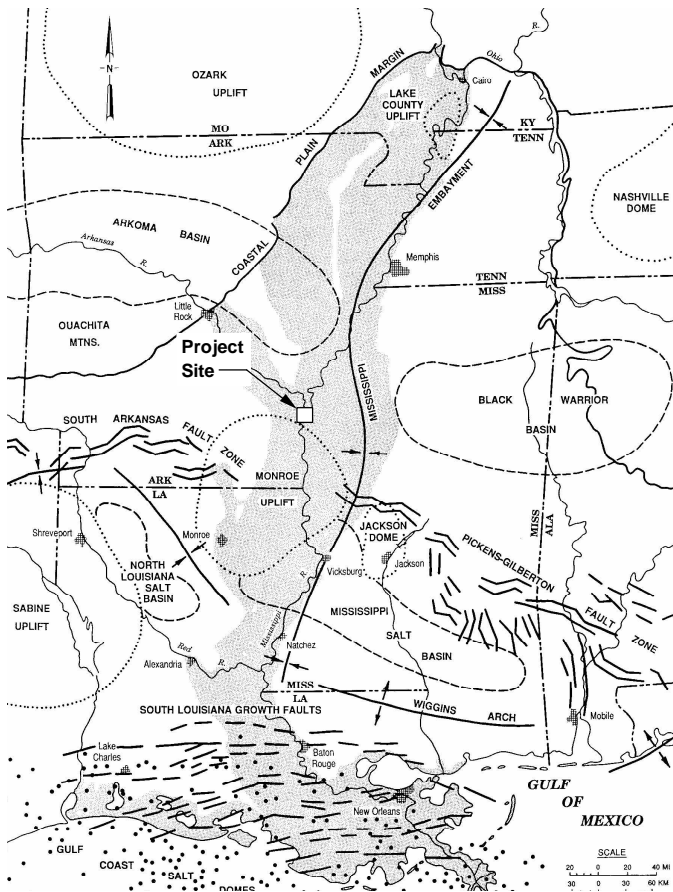 R.
Ohio
N
OZARK
UPLIFT
MARGIN
LAKE
COUNTY
UPLIFT
Cairo
MO
ARK
PLAIN
KY
TENN
EMBAYMENT
NASHVILLE
DOME
ARKOMA BASIN
Arkansas
R.
COASTAL
Memphis
TENN
MISS
Little
Rock
OUACHITA
MTNS.
Project
Site
MISSISSIPPI
BLACK WARRIOR
BASIN
SOUTH ARKANSAS
FAULT
ZONE
ARK
LA
MONROE
UPLIFT
MISS
ALA
Shreveport
Monroe
JACKSON
DOME
Jackson
PICKENS-GILBERTON
NORTH
LOUISIANA
SALT
BASIN
R.
Vicksburg
SABINE
UPLIFT
MISSISSIPPI
SALT
BASIN
FAULT
ZONE
Mississippi
Natchez
Red
R.
Alexandria
MISS
LA
WIGGINS ARCH
SOUTH LOUISIANA GROWTH FAULTS
Mobile
Lake
Charles
Baton
Rouge
New Orleans
GULF
OF
MEXICO
GULF
COAST
SALT
DOMES
SCALE
20 0 20 40 MI
30 0 30 60 KM